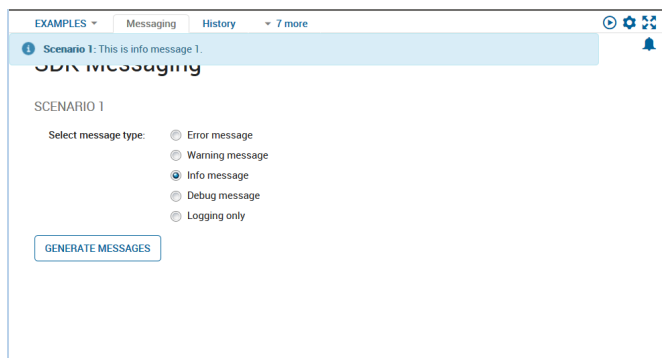 EXAMPLES Messaging History 7 more
Scenario 1: This is info message 1.
SDK Messaging
SCENARIO 1
Select message type: Error message
Warning message
Info message
Debug message
Logging only
GENERATE MESSAGES